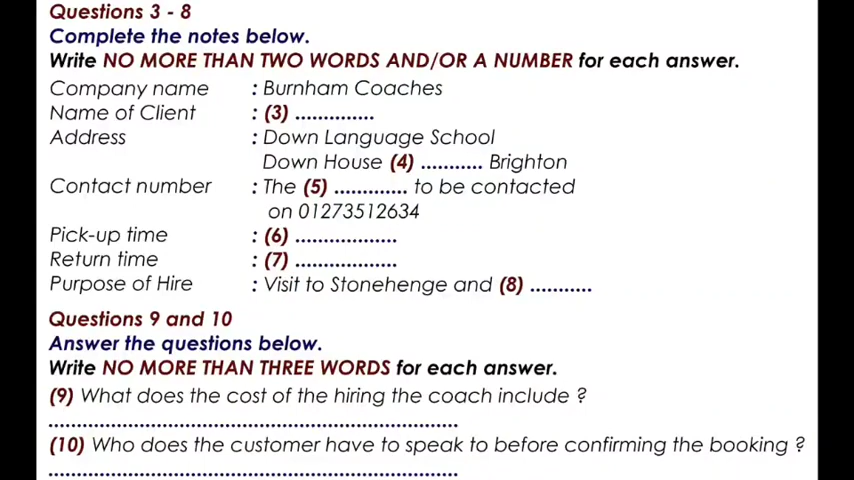 Questions 3 - 8
Complete the notes below.
Write NO MORE THAN TWO WORDS AND/OR A NUMBER for each answer.
Company name : Burnham Coaches
Name of Client : (3) ..............
Address : Down Language School
Down House (4) ........... Brighton
Contact number : The (5) ............. to be contacted
on 01273512634
Pick-up time : (6) ..................
Return time : (7) ..................
Purpose of Hire : Visit to Stonehenge and (8) ...........
Questions 9 and 10
Answer the questions below.
Write NO MORE THAN THREE WORDS for each answer.
(9) What does the cost of the hiring the coach include ?
..........................................................
(10) Who does the customer have to speak to before confirming the booking ?
..........................................................